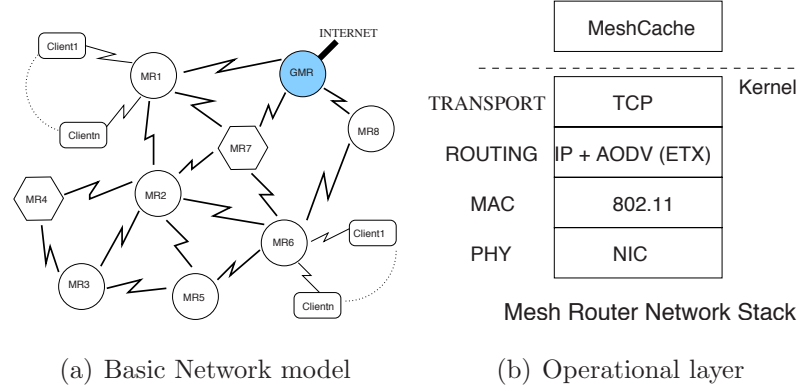 INTERNET
Client1
MR1
GMR
Clientn
MR8
MR7
MR4
MR2
MR6
Client1
MR3
MR5
Clientn
(a) Basic Network model
MeshCache
Kernel
TRANSPORT TCP
ROUTING IP + AODV (ETX)
MAC 802.11
PHY NIC
Mesh Router Network Stack
(b) Operational layer